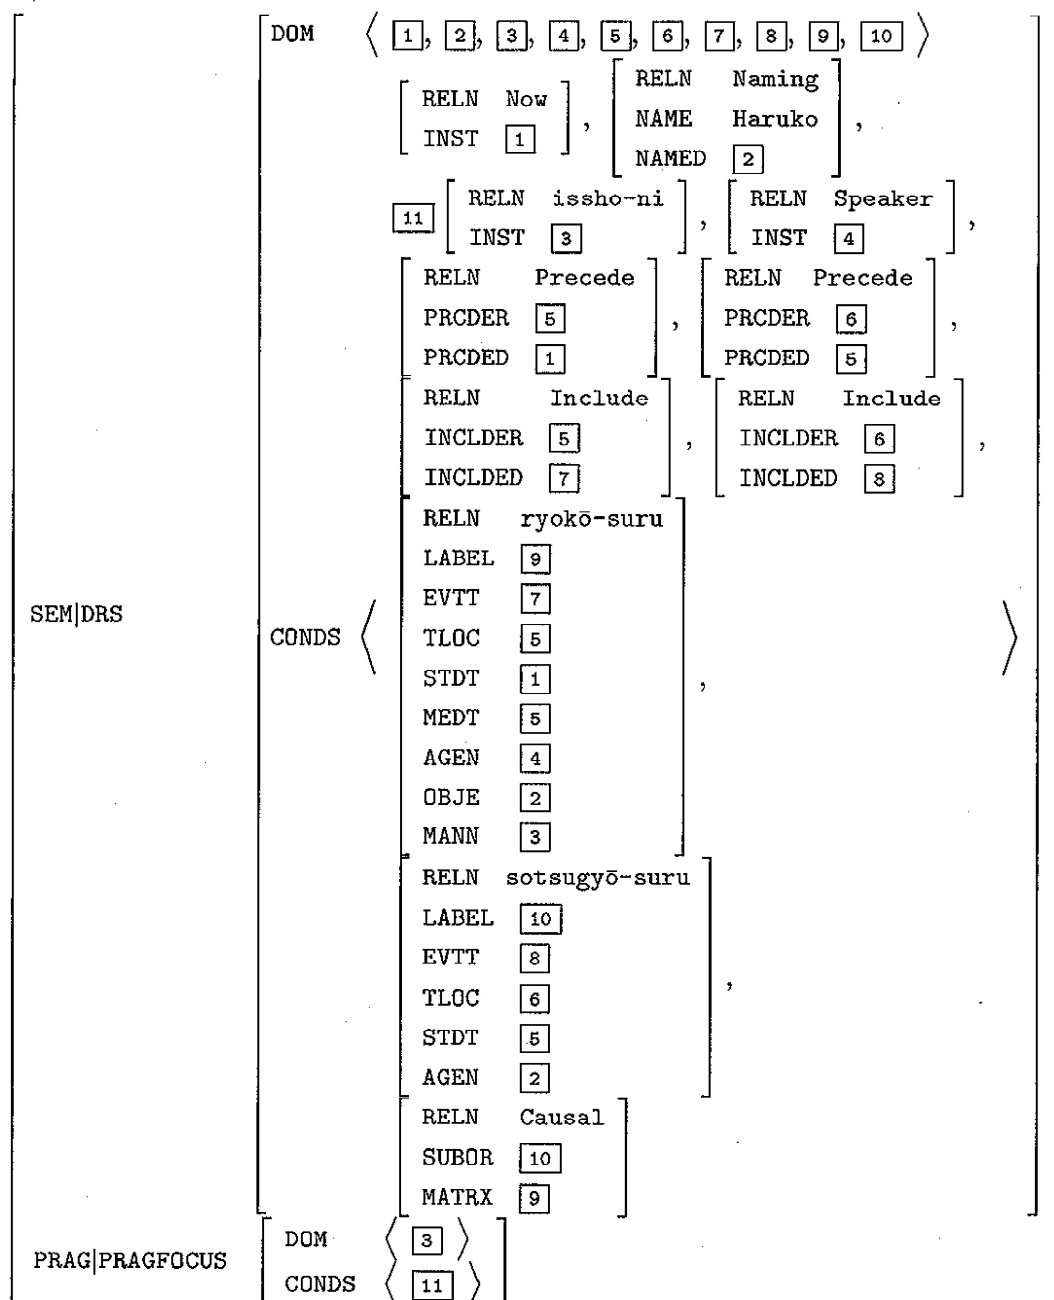 DOM ⟨ 1, 2, 3, 4, 5, 6, 7, 8, 9, 10 ⟩
[ RELN Now , [ RELN Naming
INST 1 ] NAME Haruko ,
NAMED 2 ]
11 [ RELN issho-ni , [ RELN Speaker ,
INST 3 ] INST 4 ]
[ RELN Precede , [ RELN Precede ,
PRCDER 5 PRCDER 6
PRCDED 1 ] PRCDED 5 ]
[ RELN Include , [ RELN Include ,
INCLDER 5 INCLDER 6
INCLDED 7 ] INCLDED 8 ]
RELN ryokō-suru
LABEL 9
EVTT 7
SEM|DRS
CONDS ⟨ ⟩
TLOC 5
STDT 1 ,
MEDT 5
AGEN 4
OBJE 2
MANN 3
RELN sotsugyō-suru
LABEL 10
EVTT 8 ,
TLOC 6
STDT 5
AGEN 2
RELN Causal
SUBOR 10
MATRX 9
PRAG|PRAGFOCUS
DOM ⟨ 3 ⟩
CONDS ⟨ 11 ⟩